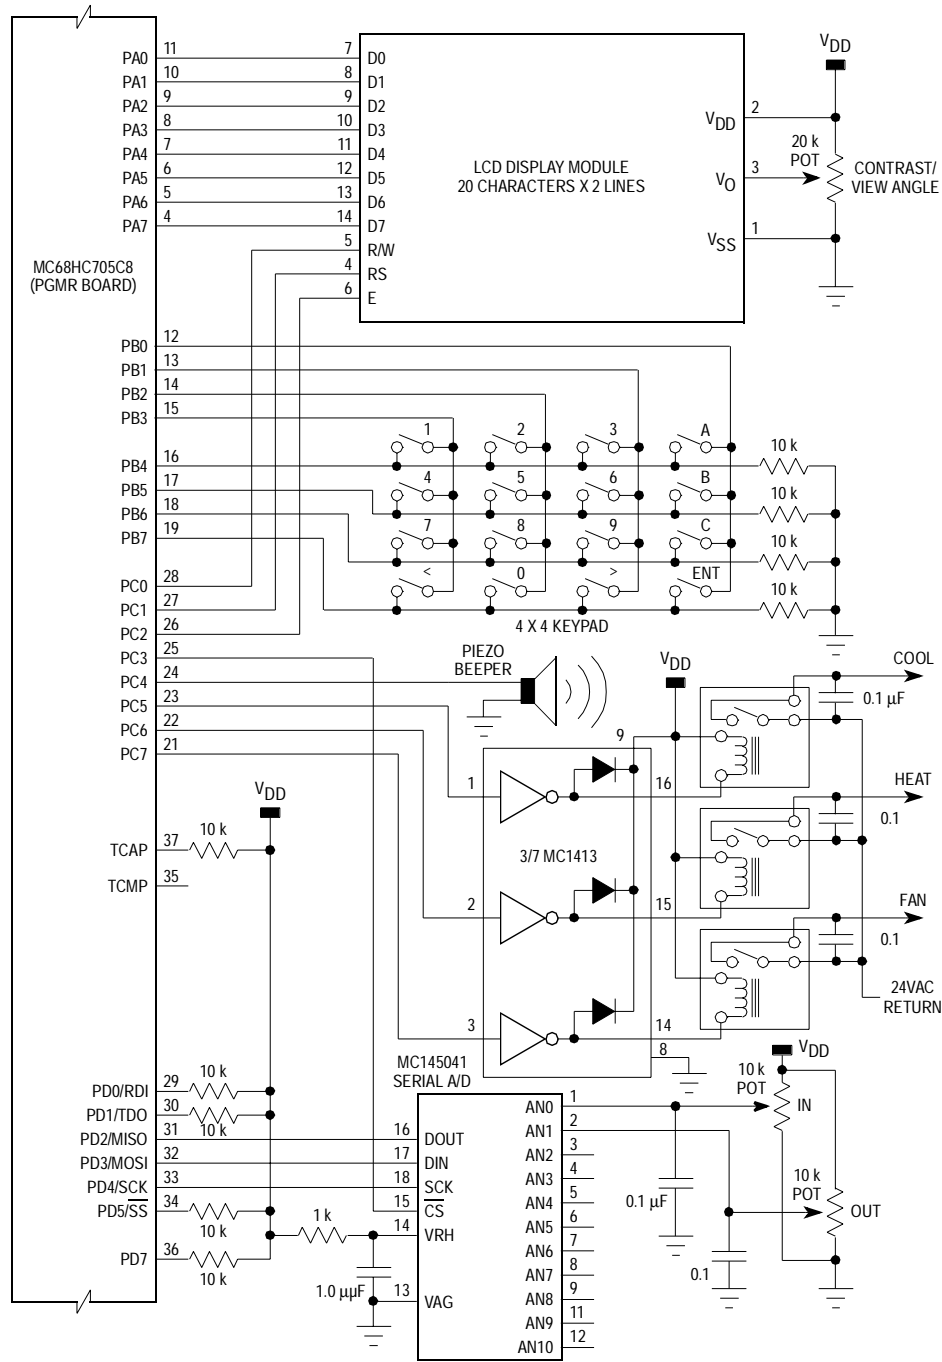 MC68HC705C8
(PGMR BOARD)
PA0 11 7 D0
PA1 10 8 D1
PA2 9 9 D2
PA3 8 10 D3
PA4 7 11 D4
PA5 6 12 D5
PA6 5 13 D6
PA7 4 14 D7
5 R/W
4 RS
6 E
LCD DISPLAY MODULE
20 CHARACTERS X 2 LINES
VDD 2
VO 3
VSS 1
VDD
20 k
POT
CONTRAST/
VIEW ANGLE
PB0 12
PB1 13
PB2 14
PB3 15
PB4 16
PB5 17
PB6 18
PB7 19
1 2 3 A
10 k
4 5 6 B
10 k
7 8 9 C
10 k
< 0 > ENT
10 k
4 X 4 KEYPAD
PC0 28
PC1 27
PC2 26
PC3 25
PC4 24
PC5 23
PC6 22
PC7 21
PIEZO
BEEPER
VDD
COOL
0.1 µF
9
1 16
HEAT
0.1
3/7 MC1413
2 15
FAN
0.1
3 14
8
24VAC
RETURN
VDD
TCAP 37 10 k
TCMP 35
PD0/RDI 29 10 k
PD1/TDO 30 10 k
PD2/MISO 31
PD3/MOSI 32
PD4/SCK 33
PD5/SS 34 10 k
PD7 36 10 k
1 k
1.0 µµF
MC145041
SERIAL A/D
16 DOUT
17 DIN
18 SCK
15 CS
14 VRH
13 VAG
AN0 1
AN1 2
AN2 3
AN3 4
AN4 5
AN5 6
AN6 7
AN7 8
AN8 9
AN9 11
AN10 12
VDD
10 k
POT
IN
0.1 µF
10 k
POT
OUT
0.1